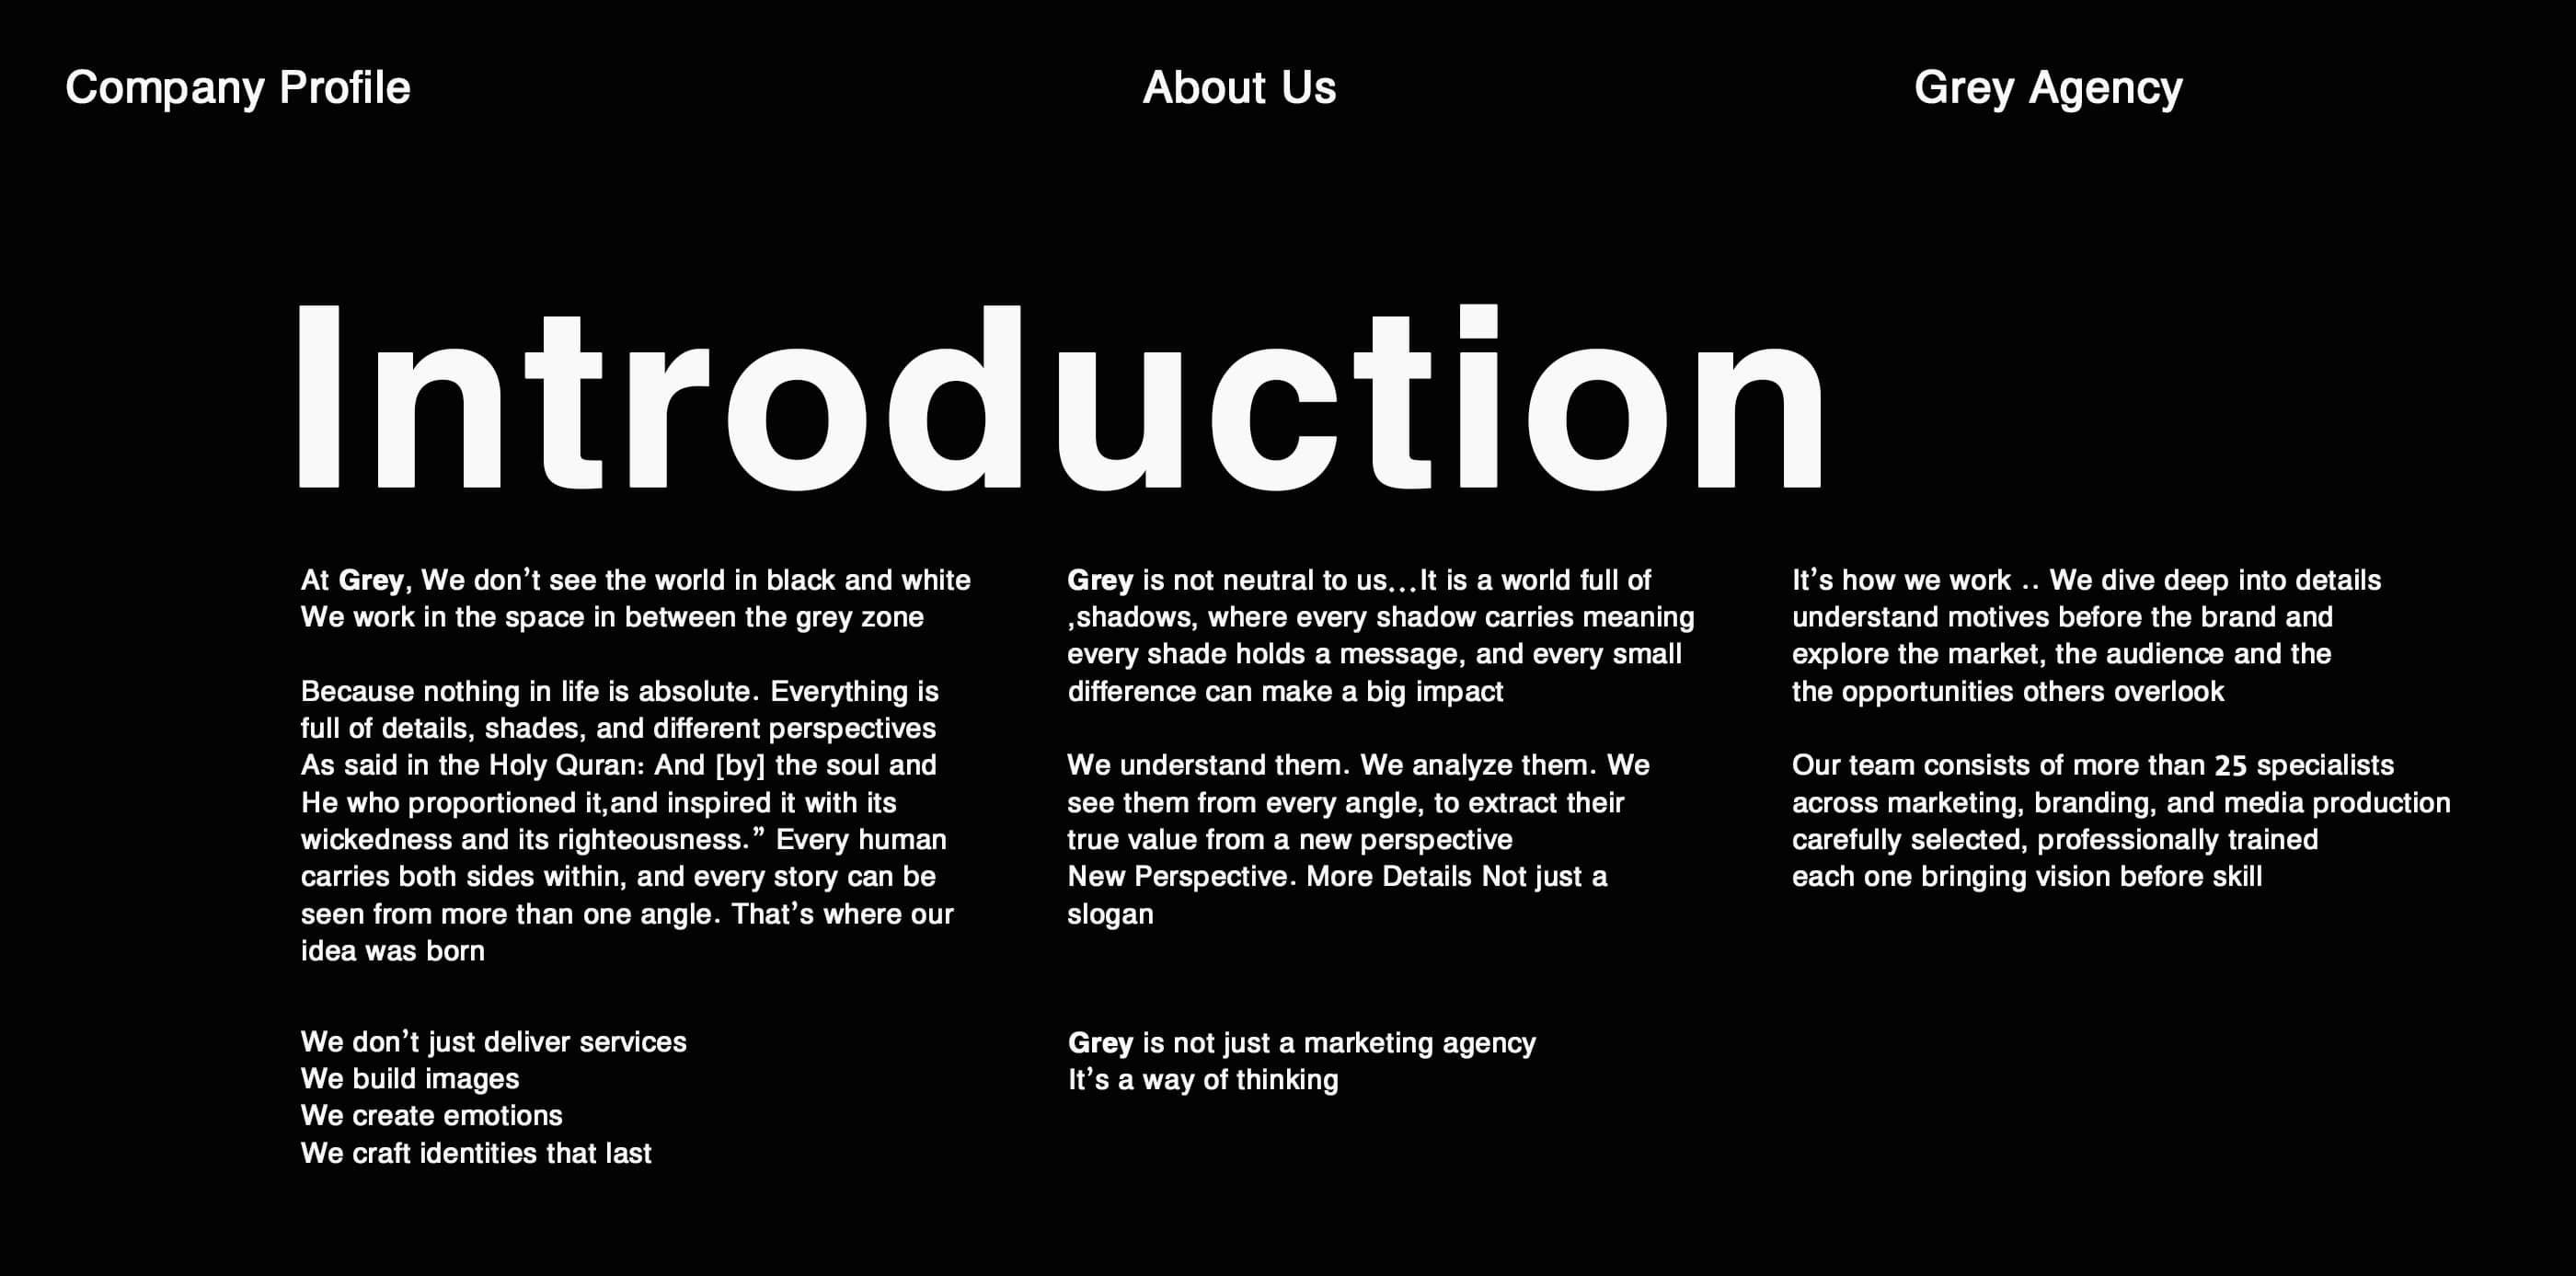 Company Profile
About Us
Grey Agency
Introduction
At Grey, We don’t see the world in black and white
We work in the space in between the grey zone
Because nothing in life is absolute. Everything is
full of details, shades, and different perspectives
As said in the Holy Quran: And [by] the soul and
He who proportioned it,and inspired it with its
wickedness and its righteousness.” Every human
carries both sides within, and every story can be
seen from more than one angle. That’s where our
idea was born
We don’t just deliver services
We build images
We create emotions
We craft identities that last
Grey is not neutral to us...It is a world full of
,shadows, where every shadow carries meaning
every shade holds a message, and every small
difference can make a big impact
We understand them. We analyze them. We
see them from every angle, to extract their
true value from a new perspective
New Perspective. More Details Not just a
slogan
Grey is not just a marketing agency
It’s a way of thinking
It’s how we work .. We dive deep into details
understand motives before the brand and
explore the market, the audience and the
the opportunities others overlook
Our team consists of more than 25 specialists
across marketing, branding, and media production
carefully selected, professionally trained
each one bringing vision before skill